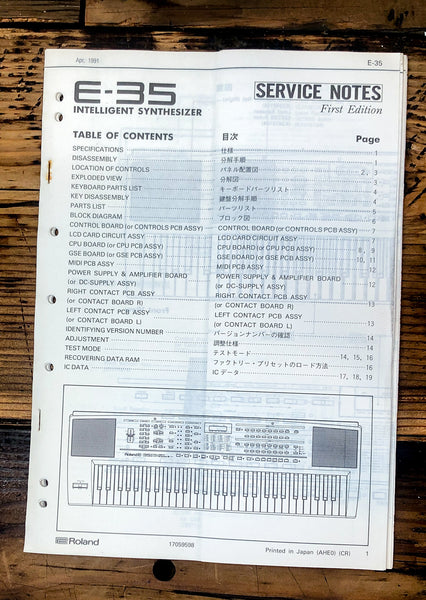 Apr. 1991
E-35
E-35
INTELLIGENT SYNTHESIZER
SERVICE NOTES
First Edition
TABLE OF CONTENTS
目次
Page
SPECIFICATIONS
仕様
1
DISASSEMBLY
分解手順
1
LOCATION OF CONTROLS
パネル配置図
2, 3
EXPLODED VIEW
分解図
3
KEYBOARD PARTS LIST
キーボードパーツリスト
4
KEY DISASSEMBLY
鍵盤分解手順
4
PARTS LIST
パーツリスト
5
BLOCK DIAGRAM
ブロック図
6
CONTROL BOARD (or CONTROLS PCB ASSY)
CONTROL BOARD (or CONTROLS PCB ASSY)
LCD CARD CIRCUIT ASSY
LCD CARD CIRCUIT ASSY
7
CPU BOARD (or CPU PCB ASSY)
CPU BOARD (or CPU PCB ASSY)
8, 9
GSE BOARD (or GSE PCB ASSY)
GSE BOARD (or GSE PCB ASSY)
10, 11
MIDI PCB ASSY
MIDI PCB ASSY
12
POWER SUPPLY & AMPLIFIER BOARD
POWER SUPPLY & AMPLIFIER BOARD
(or DC-SUPPLY ASSY)
(or DC-SUPPLY ASSY)
13
RIGHT CONTACT PCB ASSY
RIGHT CONTACT PCB ASSY
(or CONTACT BOARD R)
(or CONTACT BOARD R)
13
LEFT CONTACT PCB ASSY
LEFT CONTACT PCB ASSY
(or CONTACT BOARD L)
(or CONTACT BOARD L)
13
IDENTIFYING VERSION NUMBER
バージョンナンバーの確認
14
ADJUSTMENT
調整仕様
14
TEST MODE
テストモード
14, 15, 16
RECOVERING DATA RAM
ファクトリー・プリセットのロード方法
16
IC DATA
ICデータ
17, 18, 19
Roland
17059598
Printed in Japan (AHE0) (CR)
1